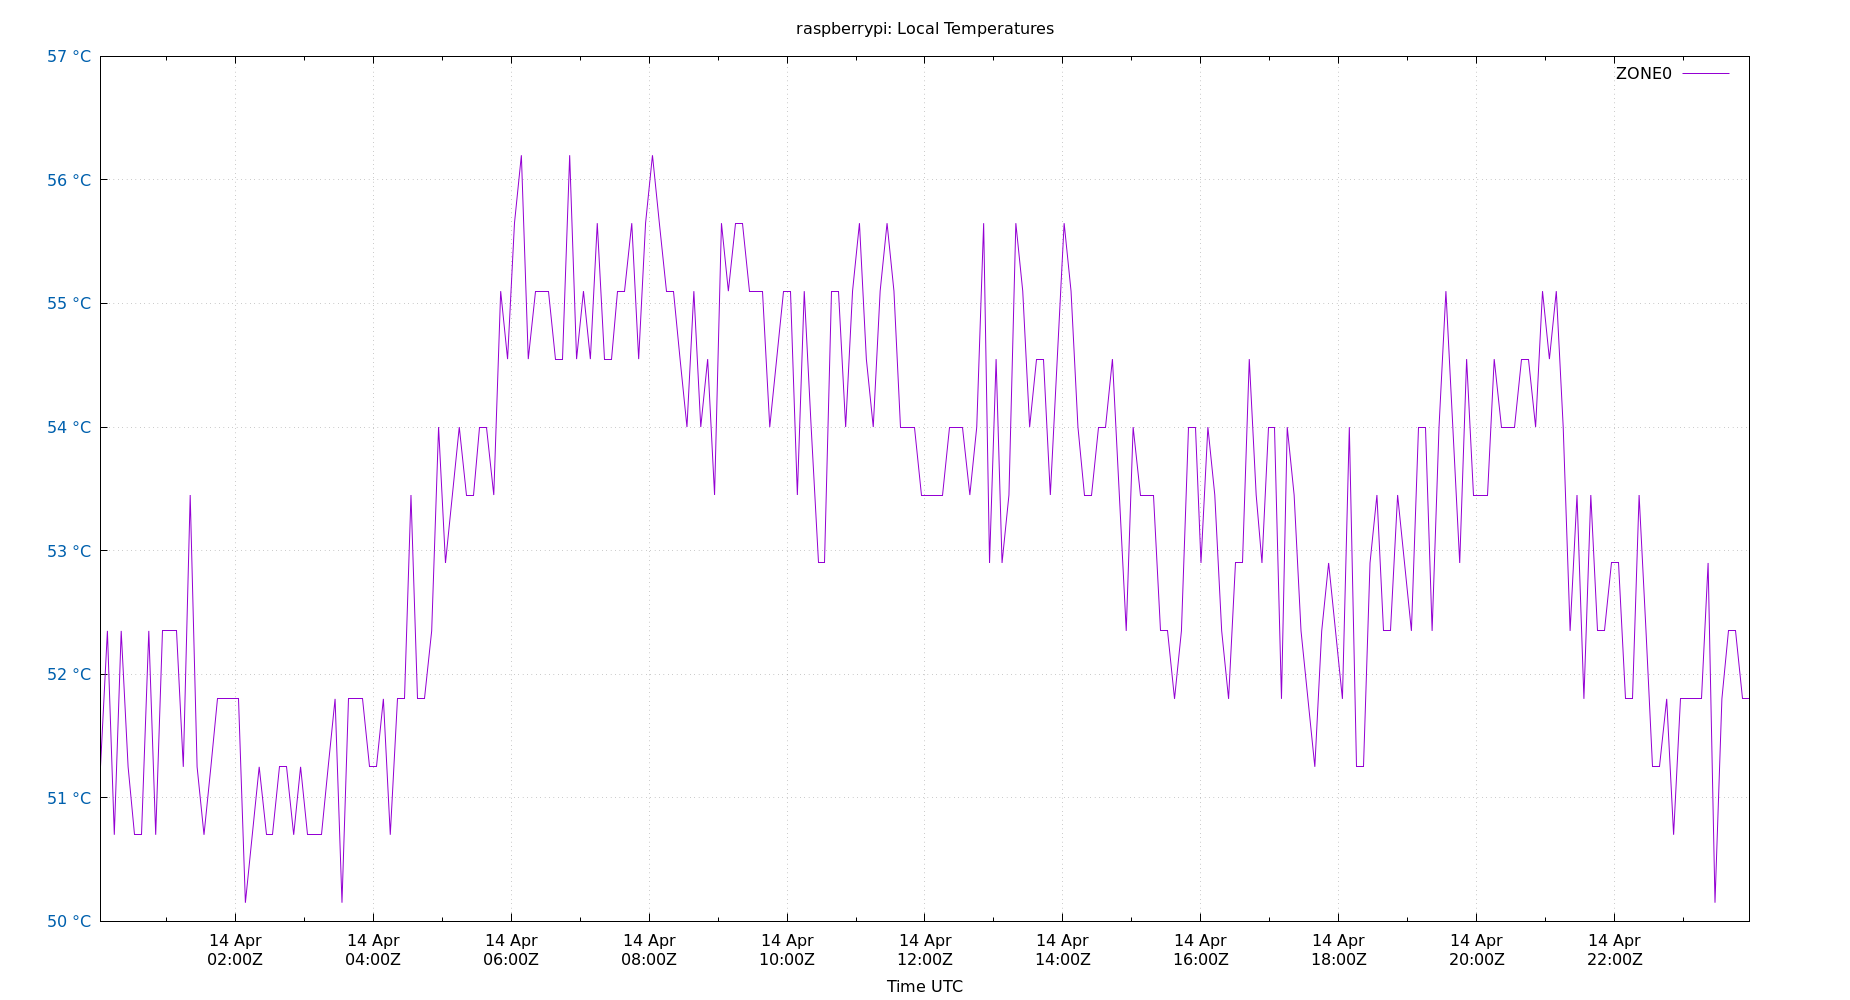 raspberrypi: Local Temperatures
57 °C
ZONE0
56 °C
55 °C
54 °C
53 °C
52 °C
51 °C
50 °C
14 Apr 14 Apr 14 Apr 14 Apr 14 Apr 14 Apr 14 Apr 14 Apr 14 Apr 14 Apr 14 Apr
02:00Z 04:00Z 06:00Z 08:00Z 10:00Z 12:00Z 14:00Z 16:00Z 18:00Z 20:00Z 22:00Z
Time UTC